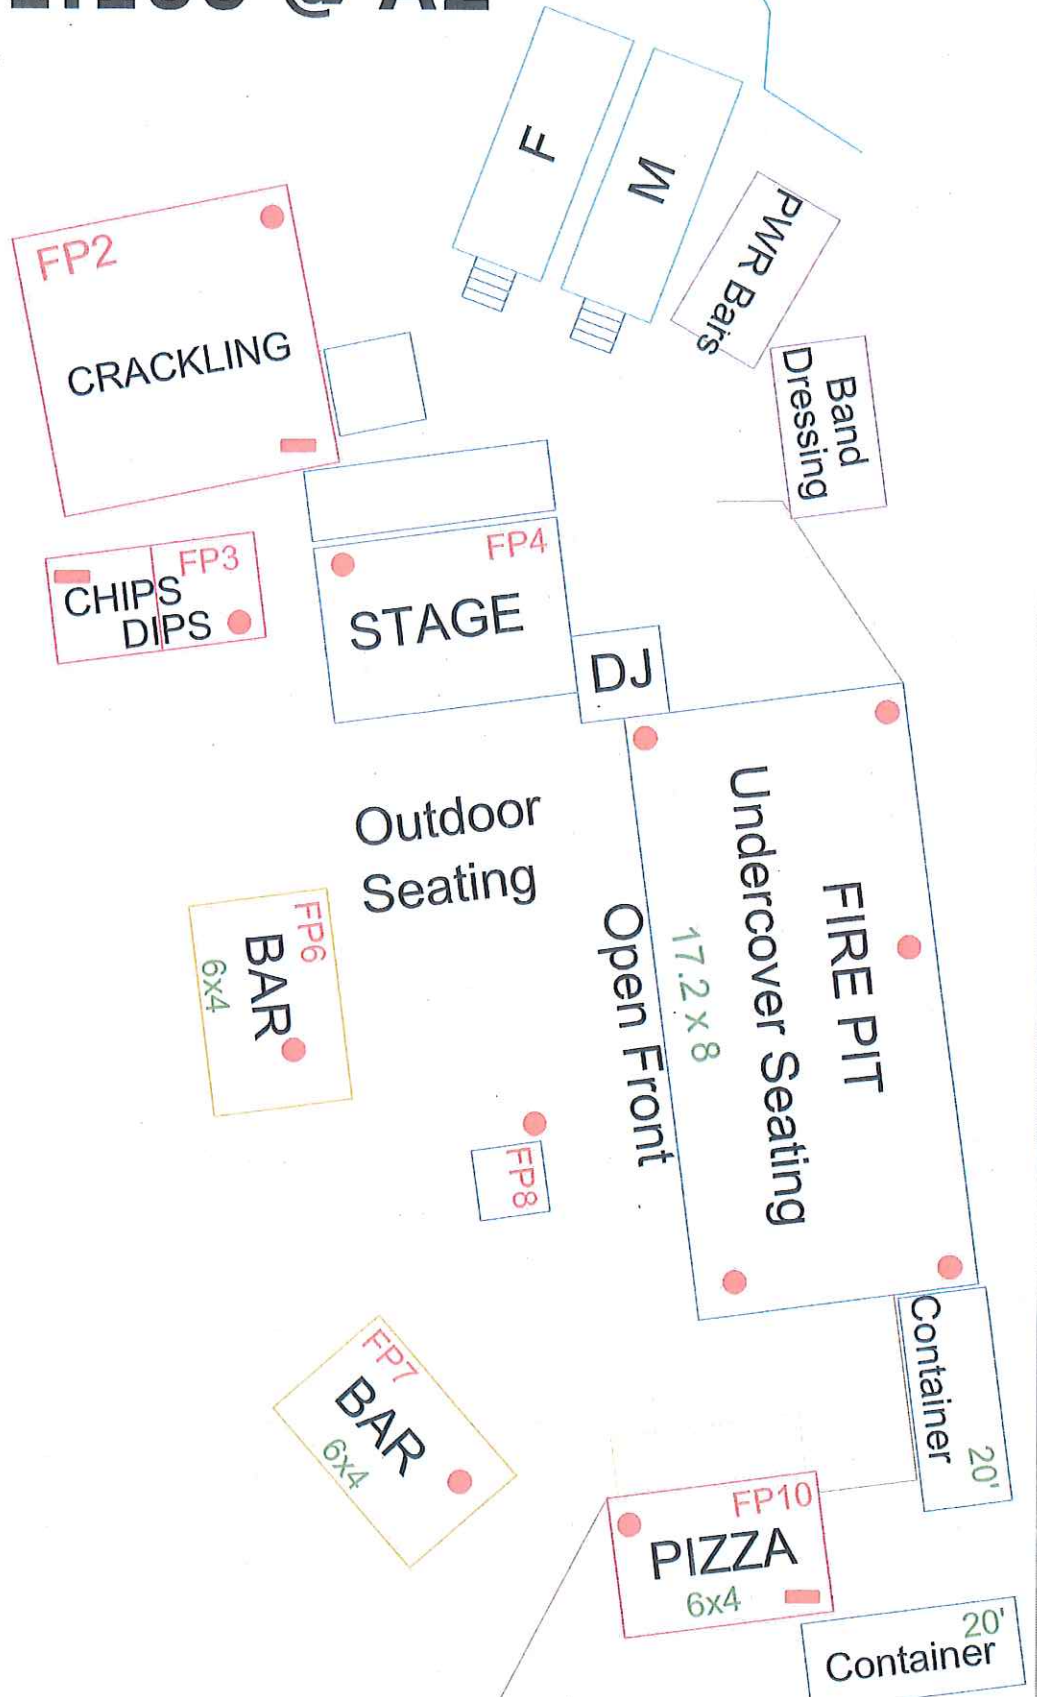 F
W
PWR Bars
FP2
CRACKLING
Band
Dressing
FP4
STAGE
FP3
CHIPS
DIPS
DJ
Outdoor
Seating
FIRE PIT
Undercover Seating
17.2 x 8
Open Front
FP6
BAR
6x4
FP8
Container
20'
FP7
BAR
6x4
FP10
PIZZA
6x4
20'
Container